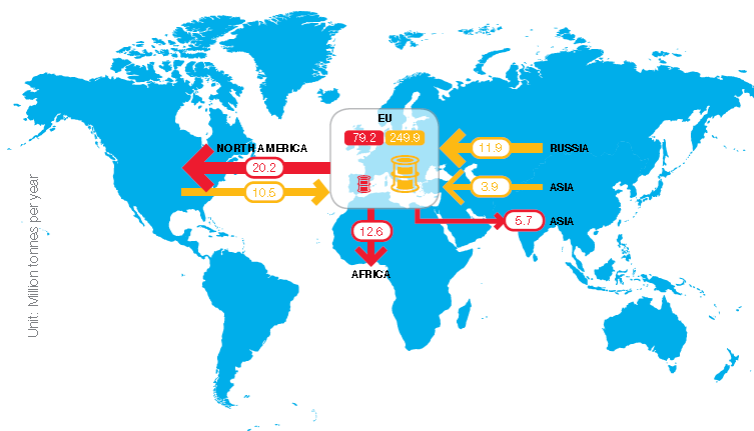 EU
79.2 249.9
NORTH AMERICA
20.2
10.5
11.9 RUSSIA
3.9 ASIA
5.7 ASIA
12.6
AFRICA
Unit: Million tonnes per year